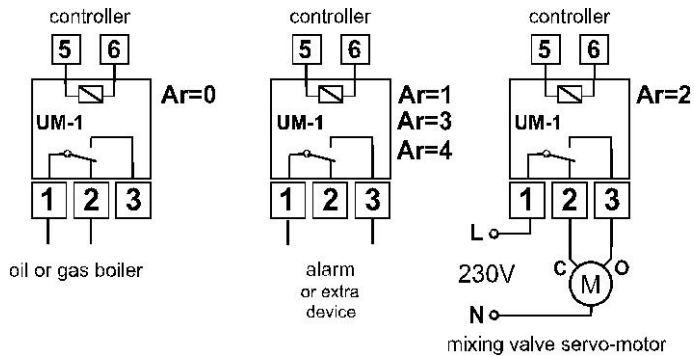 controller
5 6
Ar=0
UM-1
1 2 3
oil or gas boiler
controller
5 6
Ar=1
UM-1
Ar=3
Ar=4
1 2 3
alarm
or extra
device
controller
5 6
Ar=2
UM-1
1 2 3
L
230V
C M O
N
mixing valve servo-motor